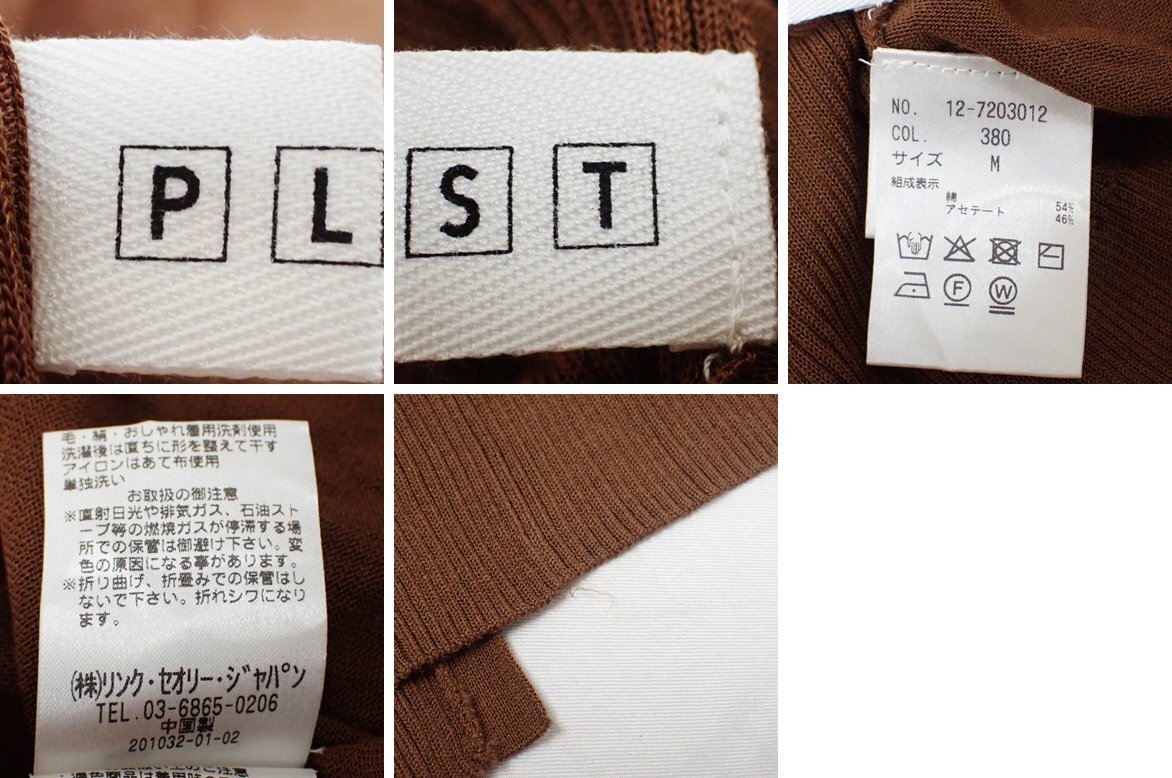 P L
S T
NO. 12-7203012
COL. 380
サイズ M
組成表示
綿 54%
アセテート 46%
F W
毛・絹・おしゃれ着用洗剤使用
洗濯後は直ちに形を整えて干す
アイロンはあて布使用
単独洗い
お取扱の御注意
※直射日光や排気ガス、石油スト
ーブ等の燃焼ガスが停滞する場
所での保管は御避け下さい。変
色の原因になる事があります。
※折り曲げ、折畳みでの保管はし
ないで下さい。折れシワになり
ます。
㈱リンク・セオリー・ジャパン
TEL.03-6865-0206
中国製
201032-01-02